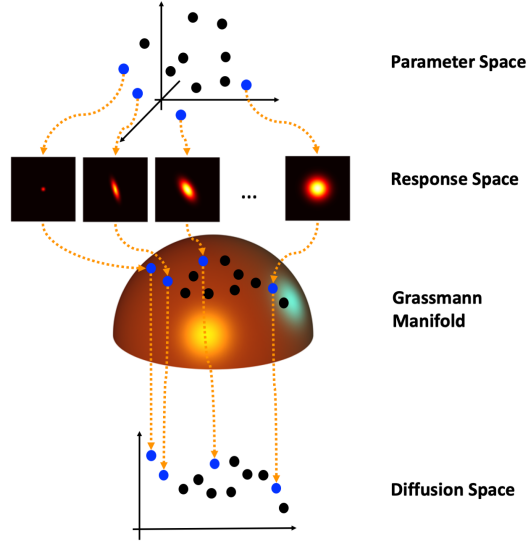 Parameter Space
Response Space
...
Grassmann
Manifold
Diffusion Space